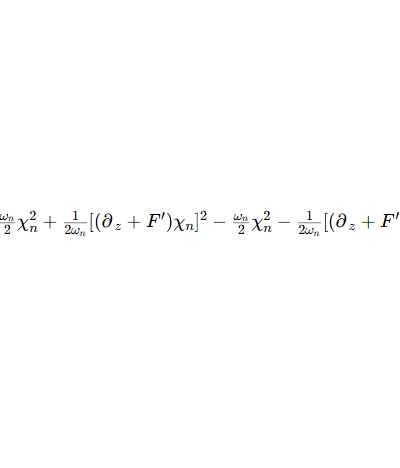 \frac{\omega_n}{2}\chi_n^2 + \frac{1}{2\omega_n}[(\partial_z + F')\chi_n]^2 - \frac{\omega_n}{2}\chi_n^2 - \frac{1}{2\omega_n}[(\partial_z + F'